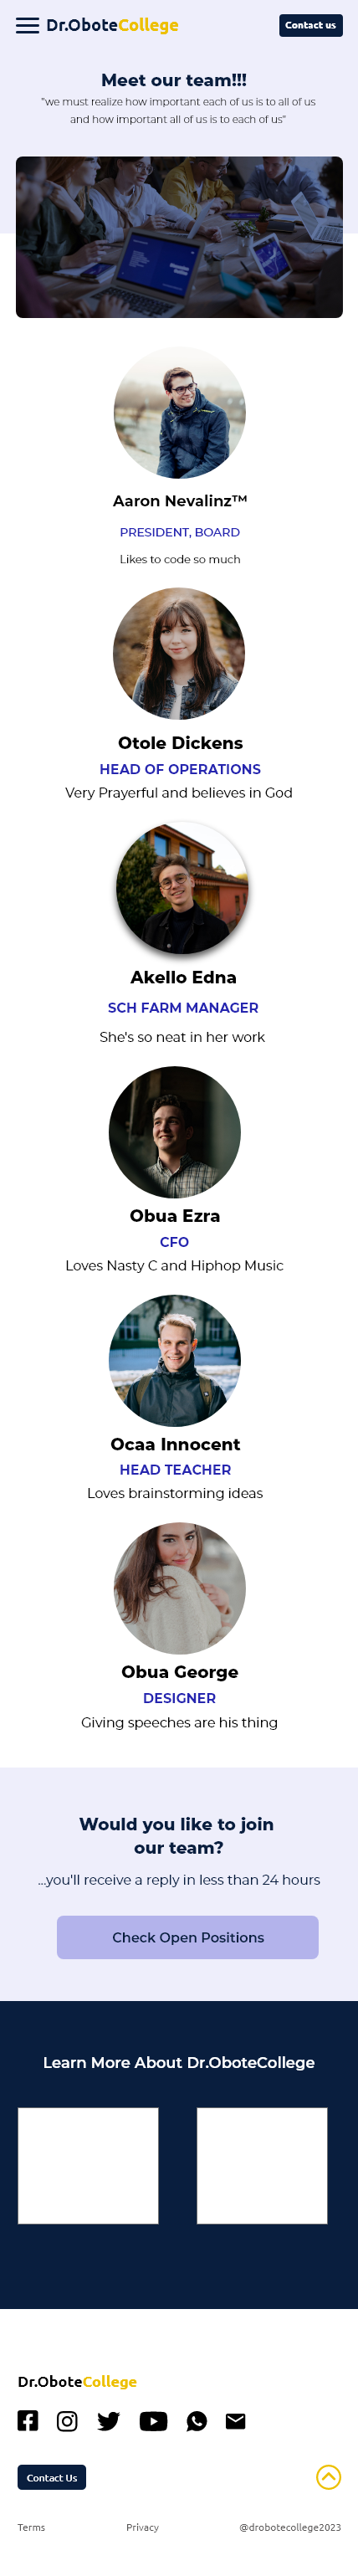 Dr.OboteCollege
Contact us
Meet our team!!!
"we must realize how important each of us is to all of us
and how important all of us is to each of us"
Aaron Nevalinz™
PRESIDENT, BOARD
Likes to code so much
Otole Dickens
HEAD OF OPERATIONS
Very Prayerful and believes in God
Akello Edna
SCH FARM MANAGER
She's so neat in her work
Obua Ezra
CFO
Loves Nasty C and Hiphop Music
Ocaa Innocent
HEAD TEACHER
Loves brainstorming ideas
Obua George
DESIGNER
Giving speeches are his thing
Would you like to join
our team?
...you'll receive a reply in less than 24 hours
Check Open Positions
Learn More About Dr.OboteCollege
Dr.OboteCollege
Contact Us
Terms
Privacy
@drobotecollege2023